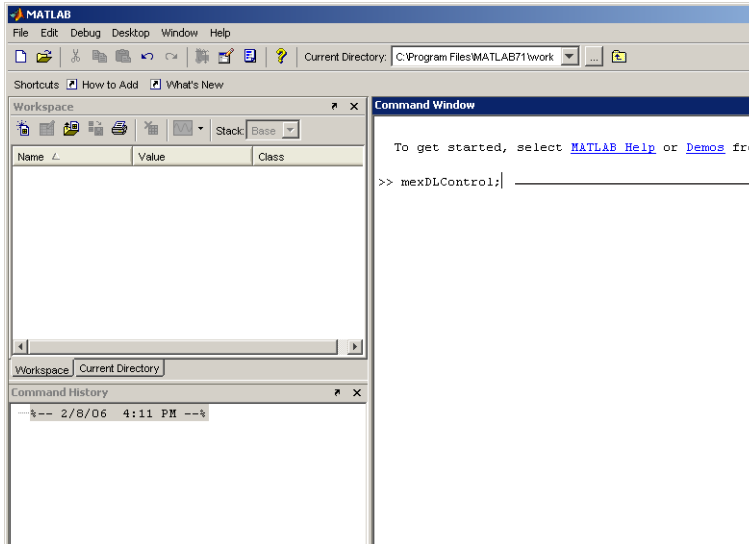 MATLAB
File Edit Debug Desktop Window Help
Current Directory: C:\Program Files\MATLAB71\work ...
Shortcuts How to Add What's New
Workspace
Stack: Base
Name Value Class
Workspace Current Directory
Command History
%-- 2/8/06 4:11 PM --%
Command Window
To get started, select MATLAB Help or Demos fr
>> mexDLControl;